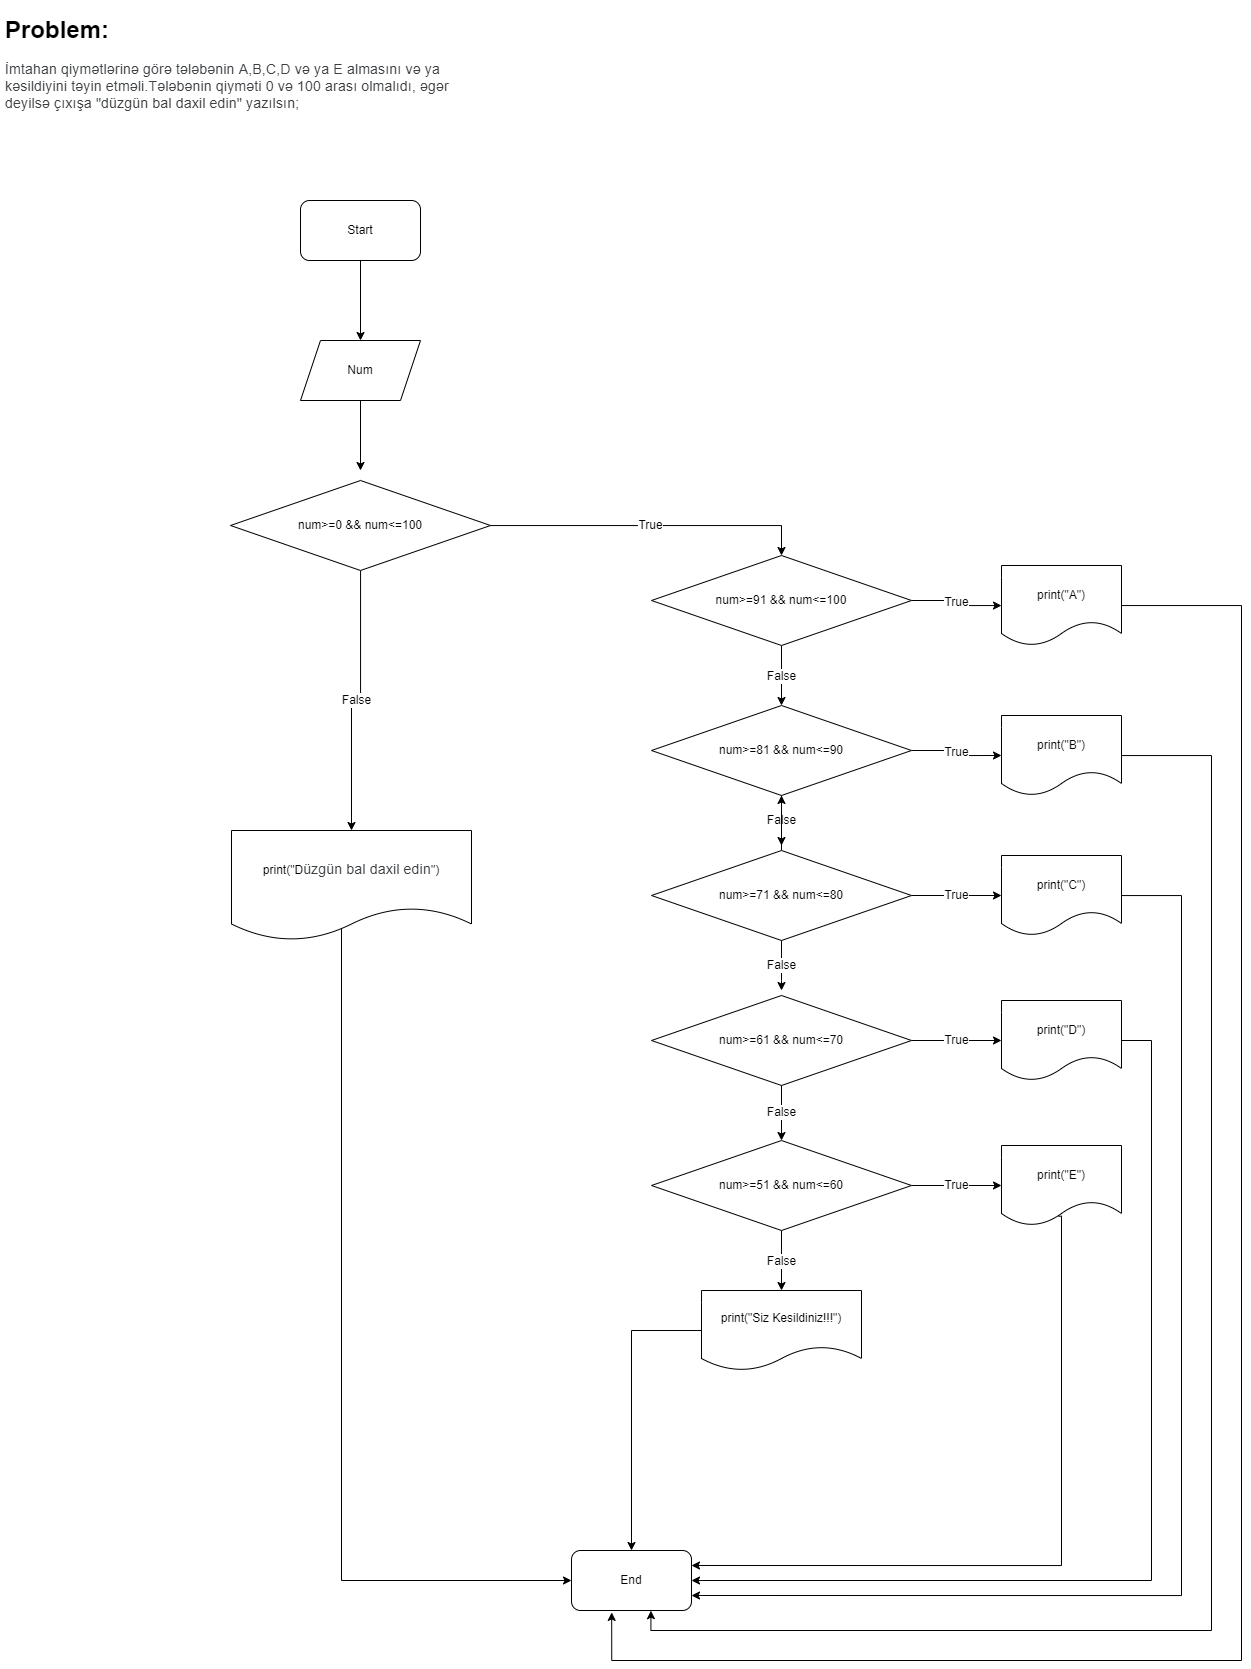 Problem:
İmtahan qiymətlərinə görə tələbənin A,B,C,D və ya E almasını və ya
kəsildiyini təyin etməli.Tələbənin qiyməti 0 və 100 arası olmalıdı, əgər
deyilsə çıxışa "düzgün bal daxil edin" yazılsın;
Start
Num
num>=0 && num<=100
True
num>=91 && num<=100
True
print("A")
False
False
num>=81 && num<=90
True
print("B")
False
print("Düzgün bal daxil edin")
num>=71 && num<=80
True
print("C")
False
num>=61 && num<=70
True
print("D")
False
num>=51 && num<=60
True
print("E")
False
print("Siz Kesildiniz!!!")
End